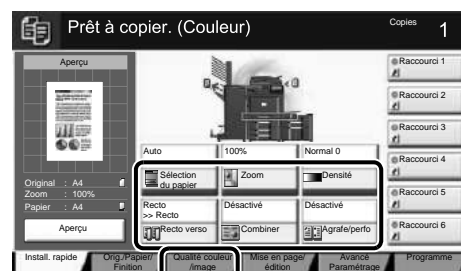 Prêt à copier. (Couleur)
Copies
1
Aperçu
Original : A4
Zoom : 100%
Papier : A4
Aperçu
Auto
100%
Normal 0
Sélection
du papier
Zoom
Densité
Recto
>> Recto
Désactivé
Désactivé
Recto verso
Combiner
Agrafe/perfo
Raccourci 1
Raccourci 2
Raccourci 3
Raccourci 4
Raccourci 5
Raccourci 6
Install. rapide
Orig./Papier/
Finition
Qualité couleur
/image
Mise en page/
édition
Avancé
Paramétrage
Programme